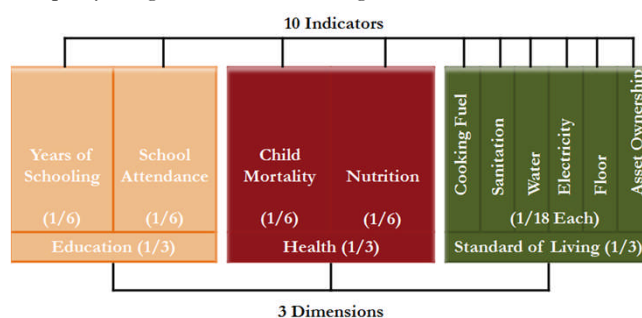 10 Indicators
Years of
Schooling
(1/6)
School
Attendance
(1/6)
Child
Mortality
(1/6)
Nutrition
(1/6)
Cooking Fuel
Sanitation
Water
Electricity
Floor
Asset Ownership
(1/18 Each)
Education (1/3)
Health (1/3)
Standard of Living (1/3)
3 Dimensions